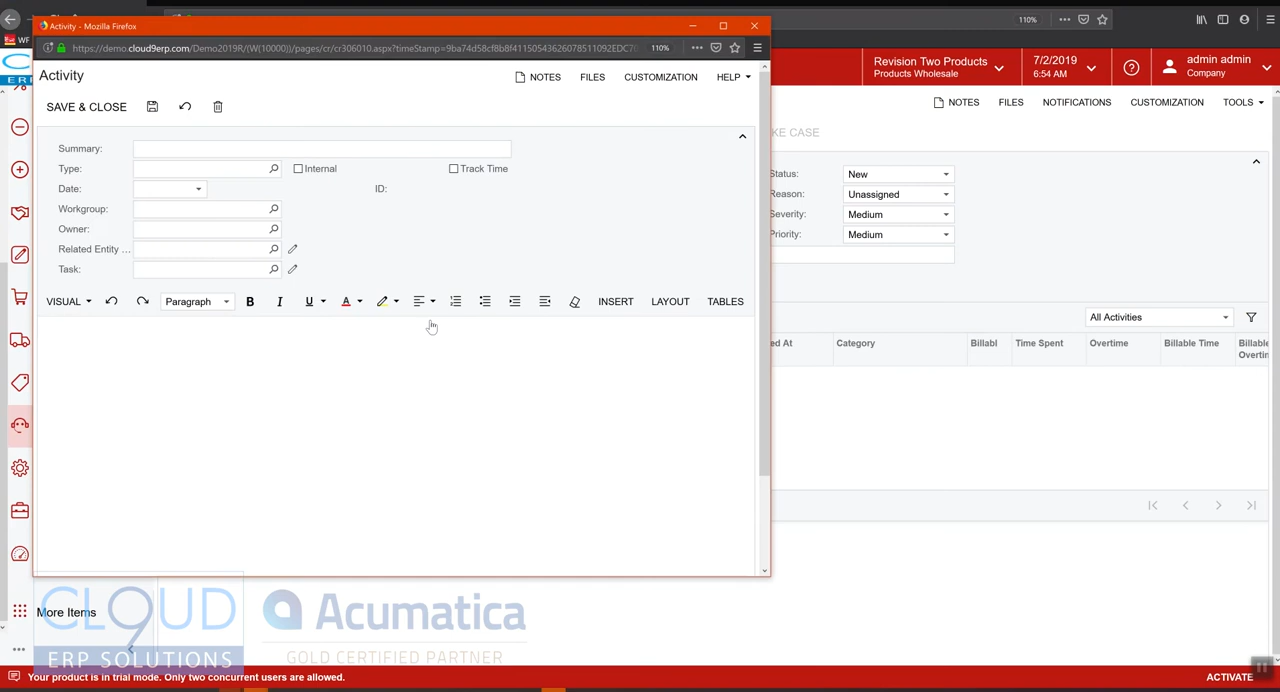 Activity - Mozilla Firefox
https://demo.cloud9erp.com/Demo2019R/(W(10000))/pages/cr/cr306010.aspx?timeStamp=9ba74d58cf8b8f41150543626078511092EDC70
110%
110%
WF
Activity
NOTES
FILES
CUSTOMIZATION
HELP
SAVE & CLOSE
Summary:
Type:
Internal
Track Time
Date:
ID:
Workgroup:
Owner:
Related Entity ...
Task:
VISUAL
Paragraph
B
I
U
A
INSERT
LAYOUT
TABLES
Revision Two Products
Products Wholesale
7/2/2019
6:54 AM
admin admin
Company
NOTES
FILES
NOTIFICATIONS
CUSTOMIZATION
TOOLS
KE CASE
Status:
New
Reason:
Unassigned
Severity:
Medium
Priority:
Medium
All Activities
ed At
Category
Billabl
Time Spent
Overtime
Billable Time
Billable
Overtin
More Items
CLOUD 9
ERP SOLUTIONS
Acumatica
GOLD CERTIFIED PARTNER
Your product is in trial mode. Only two concurrent users are allowed.
ACTIVATE